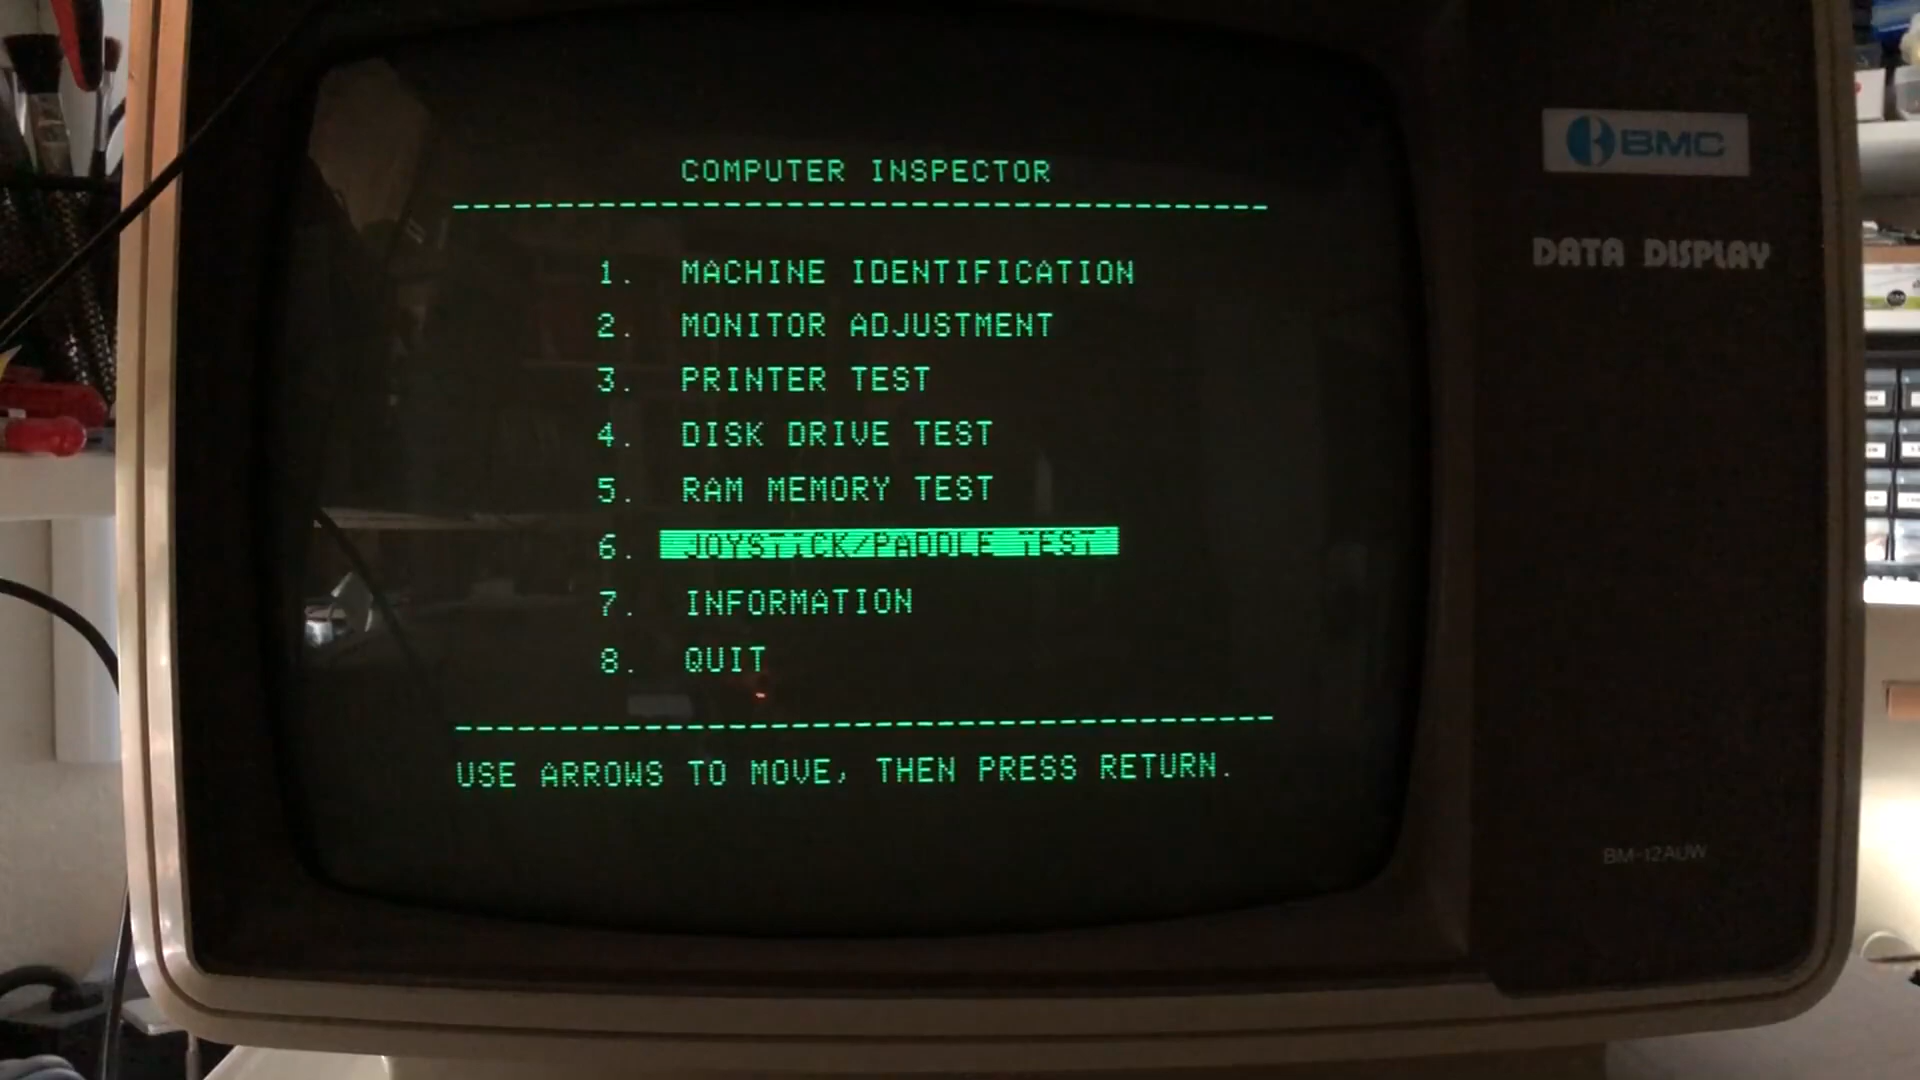 COMPUTER INSPECTOR
----------------------------------------
1. MACHINE IDENTIFICATION
2. MONITOR ADJUSTMENT
3. PRINTER TEST
4. DISK DRIVE TEST
5. RAM MEMORY TEST
6. JOYSTICK/PADDLE TEST
7. INFORMATION
8. QUIT
----------------------------------------
USE ARROWS TO MOVE, THEN PRESS RETURN.
BMC
DATA DISPLAY
BM-12AUW